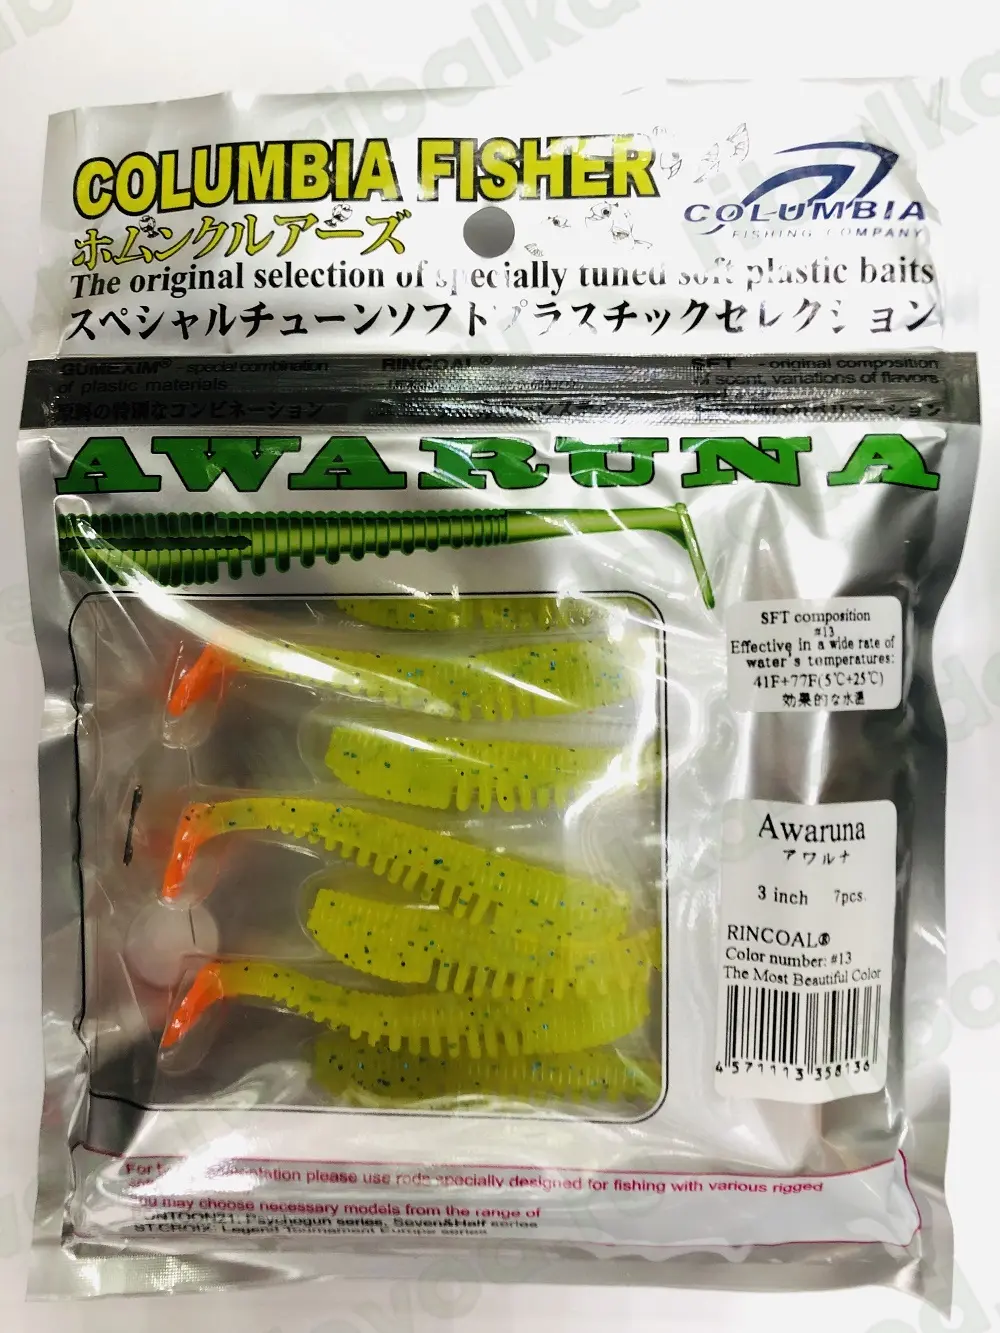 COLUMBIA FISHER
ホムンクルアーズ
COLUMBIA
FISHING COMPANY
The original selection of specially tuned soft plastic baits
スペシャルチューンソフトプラスチックセレクション
GUMEXIM® - special combination
of plastic materials
RINCOAL®
SFT - original composition
of scent, variations of flavors
の特別なコンビネーション
AWARUNA
SFT composition
#13
Effective in a wide rate of
water's temperatures:
41F+77F(5℃+25℃)
効果的な水温
Awaruna
アワルナ
3 inch 7pcs.
RINCOAL®
Color number: #13
The Most Beautiful Color
4 571113 358136
For please use rods specially designed for fishing with various rigged
you may choose necessary models from the range of
PONTOON21, Psychogun series, Seven&Half series
ST.CROIX: Legend Tournament Europe series